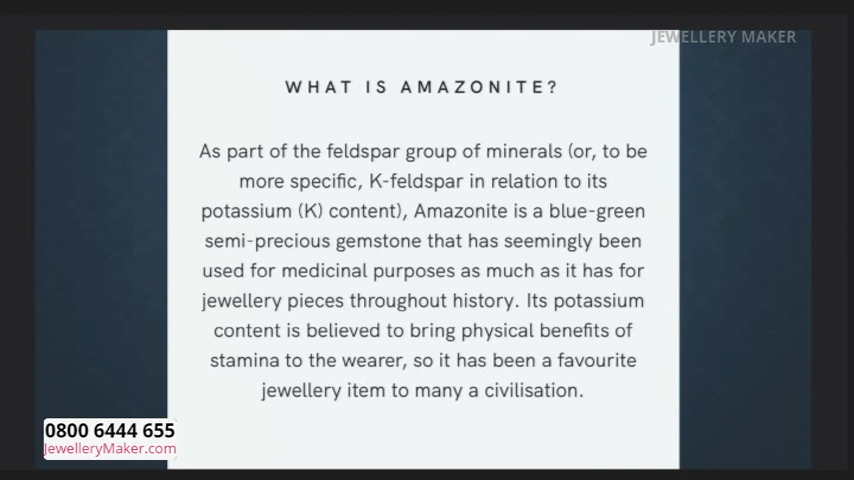 JEWELLERY MAKER
WHAT IS AMAZONITE?
As part of the feldspar group of minerals (or, to be
more specific, K-feldspar in relation to its
potassium (K) content), Amazonite is a blue-green
semi-precious gemstone that has seemingly been
used for medicinal purposes as much as it has for
jewellery pieces throughout history. Its potassium
content is believed to bring physical benefits of
stamina to the wearer, so it has been a favourite
jewellery item to many a civilisation.
0800 6444 655
JewelleryMaker.com